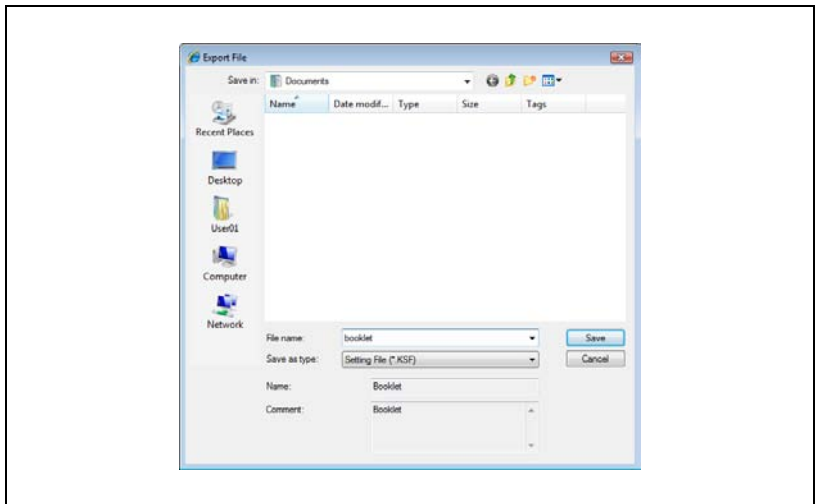 Export File
Save in: Documents
Name Date modif... Type Size Tags
Recent Places
Desktop
User01
Computer
Network
File name: booklet Save
Save as type: Setting File (*.KSF) Cancel
Name: Booklet
Comment: Booklet